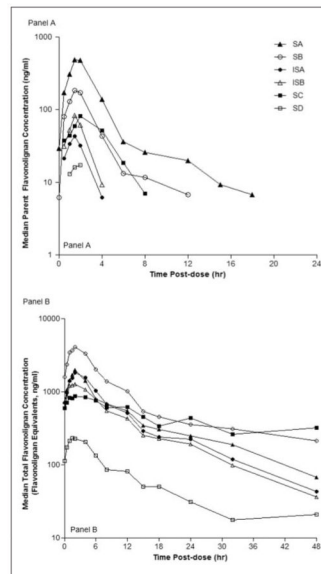 Panel A
1000
100
10
1
Median Parent Flavonolignan Concentration (ng/ml)
SA
SB
ISA
ISB
SC
SD
Panel A
0 4 8 12 16 20 24
Time Post-dose (hr)
Panel B
10000
1000
100
10
Median Total Flavonolignan Concentration
(Flavonolignan Equivalents, ng/ml)
Panel B
0 6 12 18 24 30 36 42 48
Time Post-dose (hr)